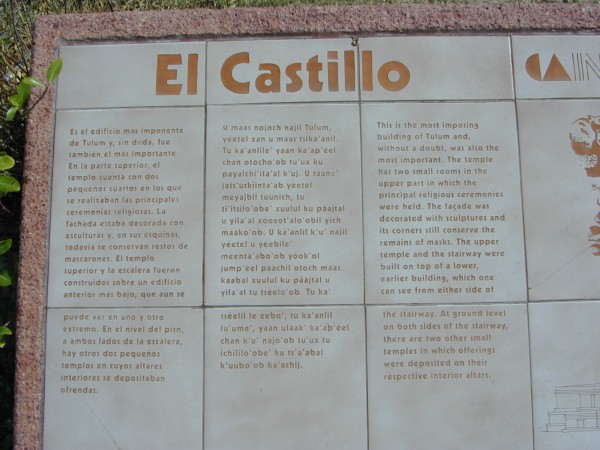 El Castillo
CA IN
Es el edificio más imponente
de Tulum y, sin duda, fue
también el más importante
En la parte superior, el
templo cuenta con dos
pequeños cuartos en los que
se realizaban las principales
ceremonias religiosas. La
fachada estaba decorada con
esculturas y, en sus esquinas,
todavía se conservan restos de
mascarones. El templo
superior y la escalera fueron
construidos sobre un edificio
anterior más bajo, que aun se
puede ver en uno y otro
extremo. En el nivel del piso,
a ambos lados de la escalera,
hay otros dos pequeños
templos en cuyos altares
interiores se depositaban
ofrendas.
U maas nojoch najil Tulum,
yéetel xan u maas tsika'anil.
Tu ka'anlile' yaan ka'ap'éel
chan otocho'ob tu'ux ku
payalchi'ita'al k'uj. U táano'
jats'uskiinta'ab yéetel
meyajbil tuunich, tu
ti'itsilo'obe' xuulul ku páajtal
u yila'al xooxot'alo'obil yich
máako'ob. U ka'anlil k'u' najil
yéetel u yeebile'
meenta'abo'ob yóok'ol
jump'éel paachil otoch maas
kaabal xuulul ku páajtal u
yila'al tu tséelo'ob. Tu ka'
tséelil le eebo', tu ka'anlil
lu'ume', yaan uláak' ka'ap'éel
chan k'u' najo'ob tu'ux tu
ichililo'obe' ku ts'a'abal
k'uubo'ob ka'achij.
This is the most imposing
building of Tulum and,
without a doubt, was also the
most important. The temple
has two small rooms in the
upper part in which the
principal religious ceremonies
were held. The façade was
decorated with sculptures and
its corners still conserve the
remains of masks. The upper
temple and the stairway were
built on top of a lower,
earlier building, which one
can see from either side of
the stairway. At ground level
on both sides of the stairway,
there are two other small
temples in which offerings
were deposited on their
respective interior altars.